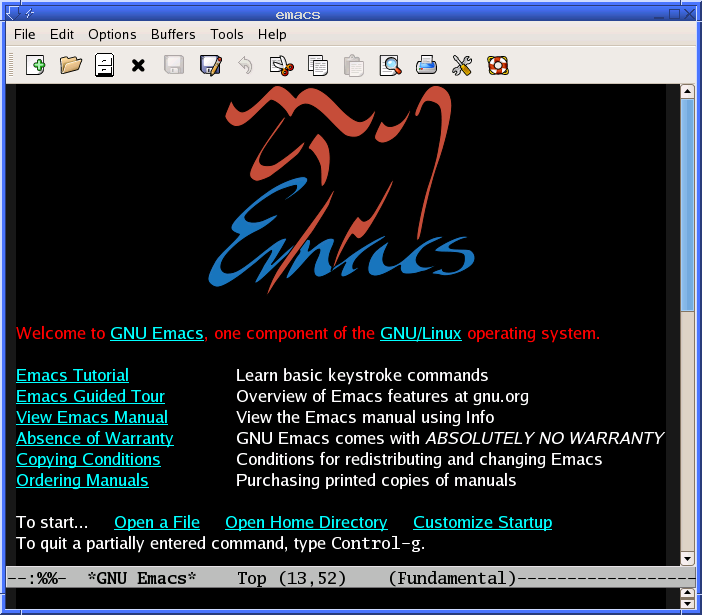 emacs
File Edit Options Buffers Tools Help
Emacs
Welcome to GNU Emacs, one component of the GNU/Linux operating system.
Emacs Tutorial Learn basic keystroke commands
Emacs Guided Tour Overview of Emacs features at gnu.org
View Emacs Manual View the Emacs manual using Info
Absence of Warranty GNU Emacs comes with ABSOLUTELY NO WARRANTY
Copying Conditions Conditions for redistributing and changing Emacs
Ordering Manuals Purchasing printed copies of manuals
To start... Open a File Open Home Directory Customize Startup
To quit a partially entered command, type Control-g.
--:%%- *GNU Emacs* Top (13,52) (Fundamental)------------------